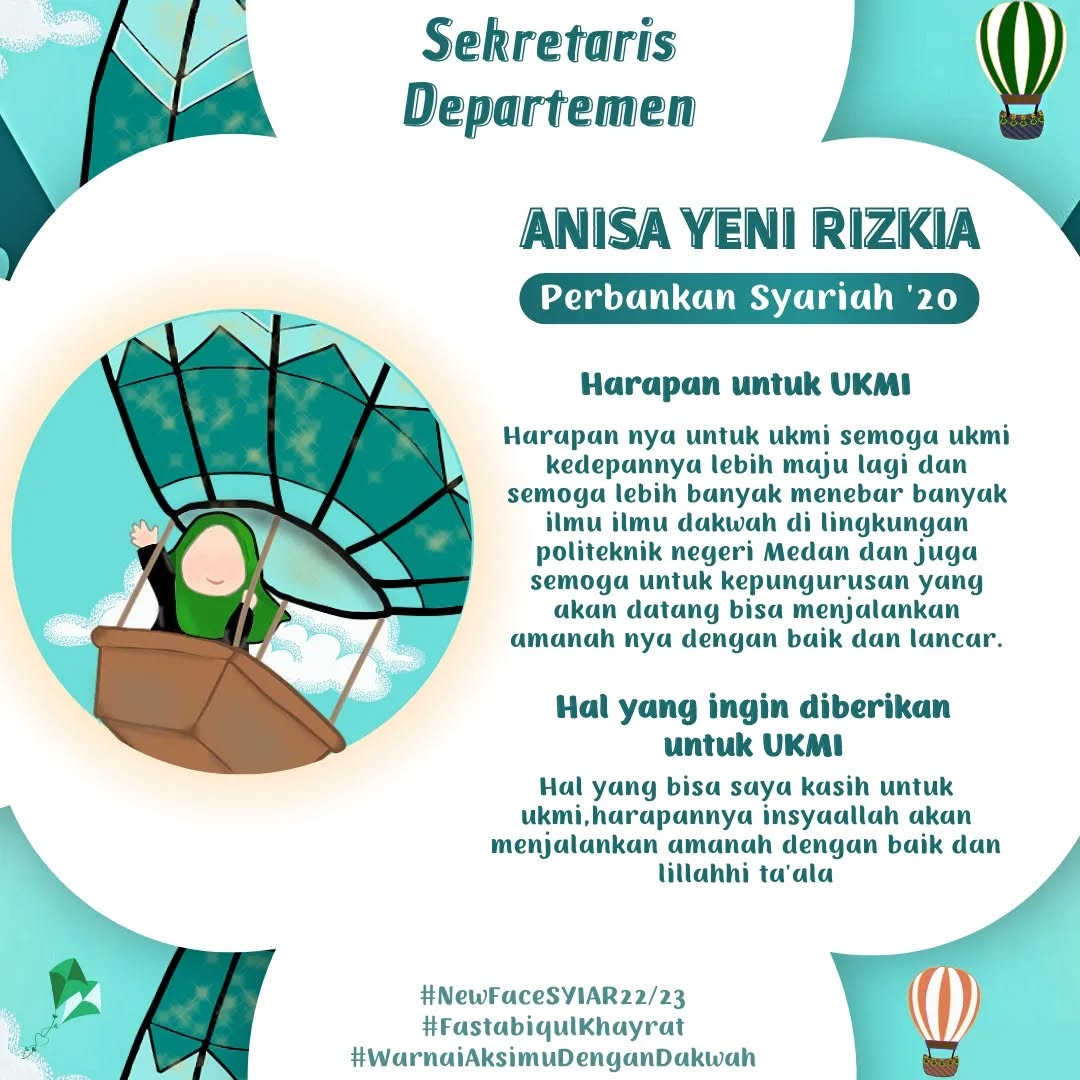 Sekretaris
Departemen
ANISA YENI RIZKIA
Perbankan Syariah '20
Harapan untuk UKMI
Harapan nya untuk ukmi semoga ukmi
kedepannya lebih maju lagi dan
semoga lebih banyak menebar banyak
ilmu ilmu dakwah di lingkungan
politeknik negeri Medan dan juga
semoga untuk kepungurusan yang
akan datang bisa menjalankan
amanah nya dengan baik dan lancar.
Hal yang ingin diberikan
untuk UKMI
Hal yang bisa saya kasih untuk
ukmi,harapannya insyaallah akan
menjalankan amanah dengan baik dan
lillahhi ta'ala
#NewFaceSYIAR22/23
#FastabiqulKhayrat
#WarnaiAksimuDenganDakwah